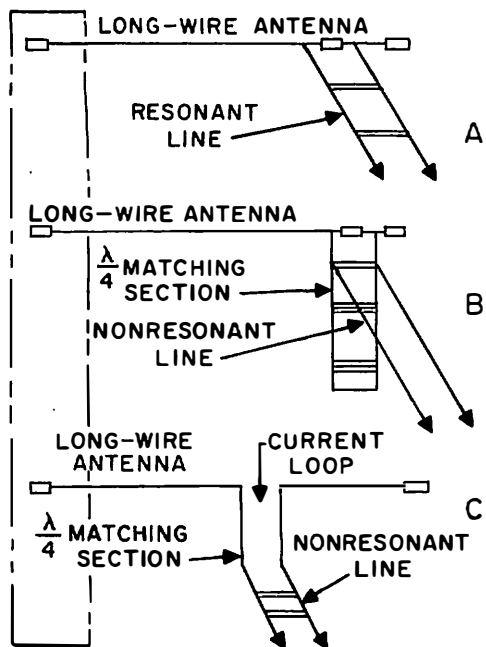 LONG-WIRE ANTENNA
RESONANT
LINE
A
LONG-WIRE ANTENNA
λ/4 MATCHING
SECTION
NONRESONANT
LINE
B
LONG-WIRE
ANTENNA
CURRENT
LOOP
λ/4 MATCHING
SECTION
NONRESONANT
LINE
C